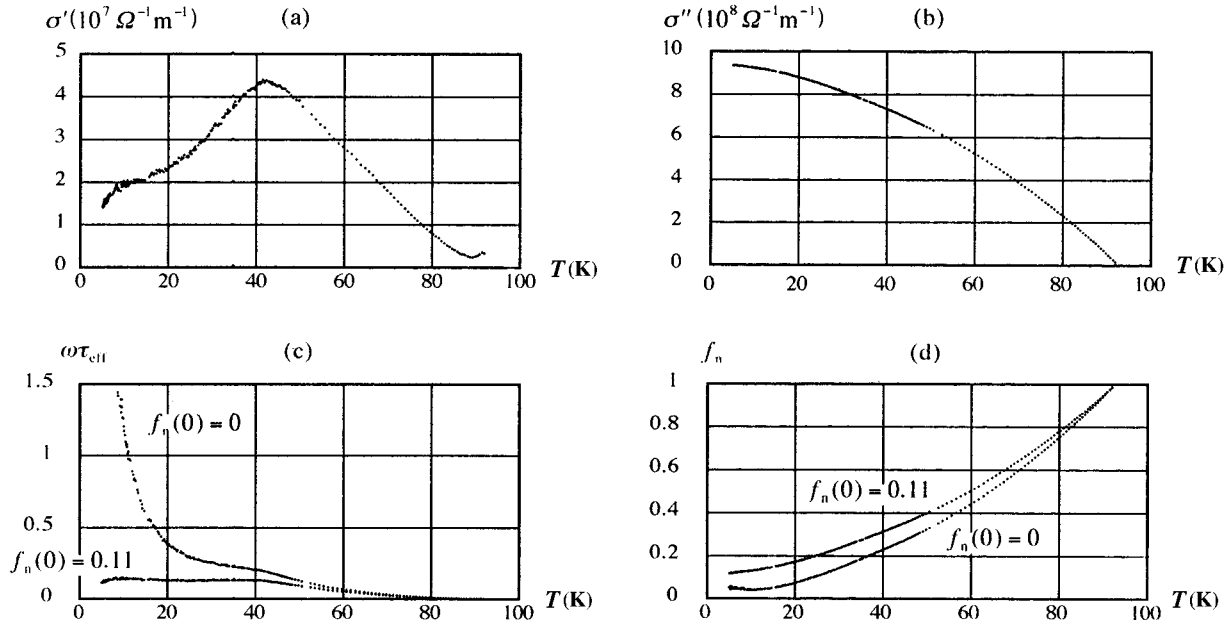 σ′(10⁷ Ω⁻¹m⁻¹) (a)
5
4
3
2
1
0
0 20 40 60 80 100 T(K)
σ″(10⁸ Ω⁻¹m⁻¹) (b)
10
8
6
4
2
0
0 20 40 60 80 100 T(K)
ωτ_eff (c)
1.5
f_n(0) = 0
1
0.5
f_n(0) = 0.11
0
0 20 40 60 80 100 T(K)
f_n (d)
1
0.8
0.6
f_n(0) = 0.11
0.4
f_n(0) = 0
0.2
0
0 20 40 60 80 100 T(K)